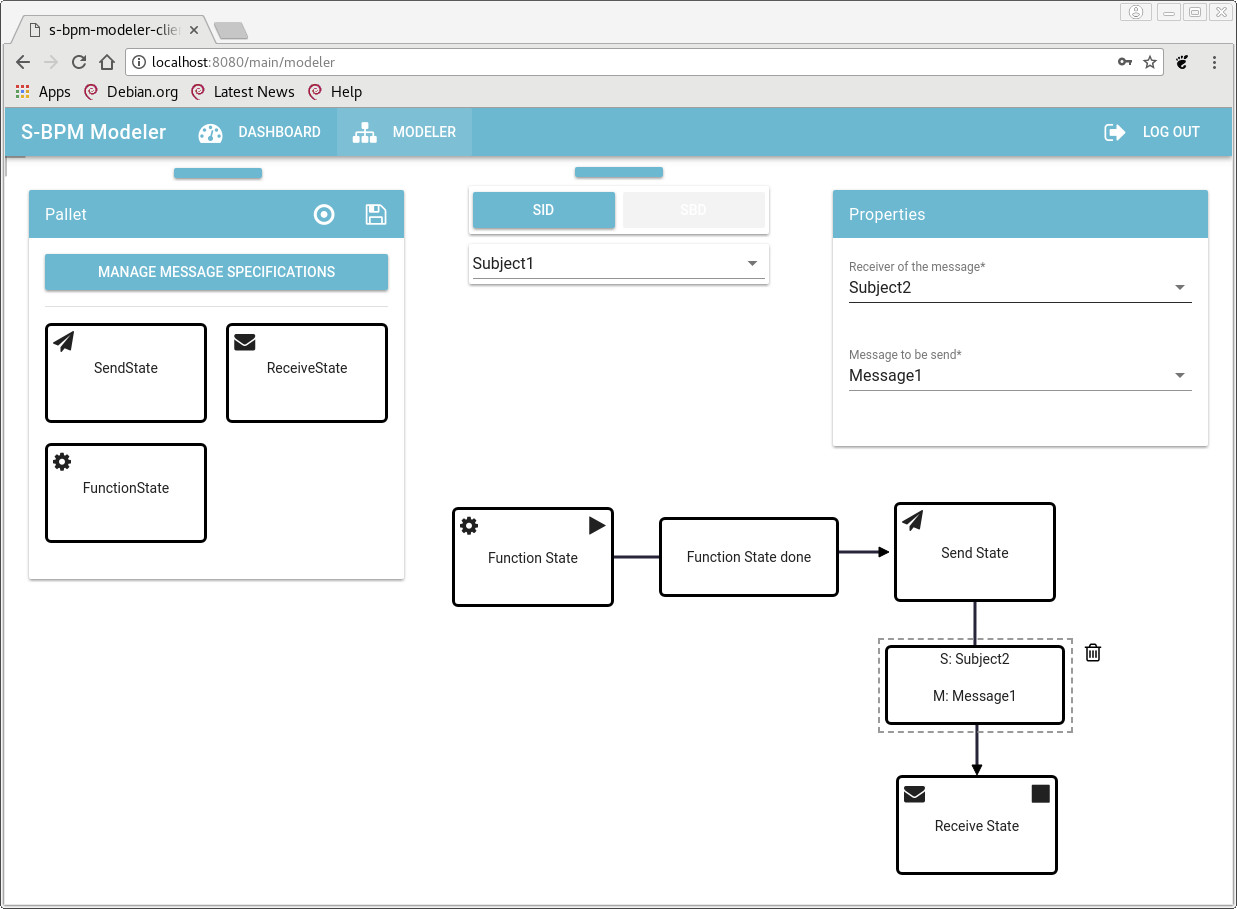 s-bpm-modeler-clie
localhost:8080/main/modeler
Apps Debian.org Latest News Help
S-BPM Modeler DASHBOARD MODELER LOG OUT
Pallet
MANAGE MESSAGE SPECIFICATIONS
SendState ReceiveState
FunctionState
SID SBD
Subject1
Properties
Receiver of the message*
Subject2
Message to be send*
Message1
Function State
Function State done
Send State
S: Subject2
M: Message1
Receive State